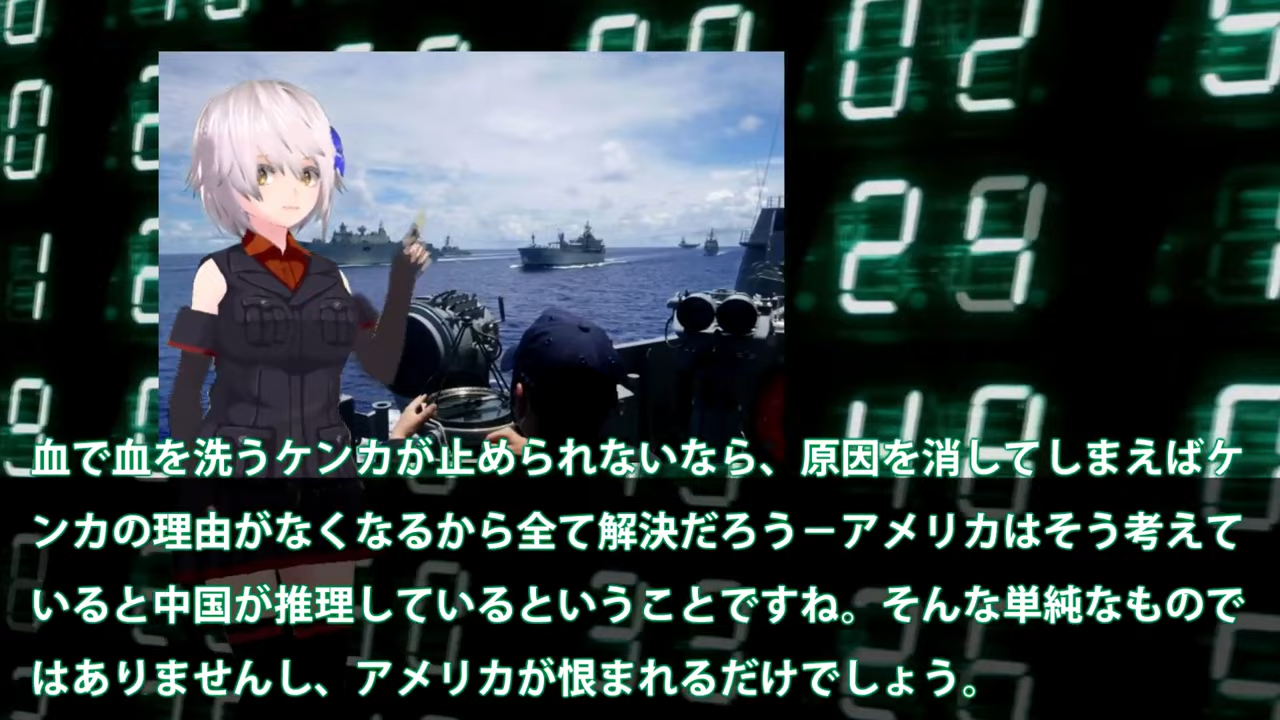 血で血を洗うケンカが止められないなら、原因を消してしまえばケ
ンカの理由がなくなるから全て解決だろう－アメリカはそう考えて
いると中国が推理しているということですね。そんな単純なもので
はありませんし、アメリカが恨まれるだけでしょう。